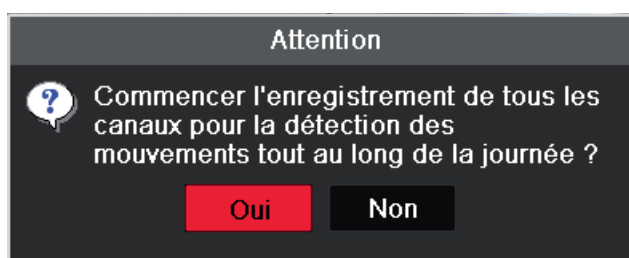 Attention
Commencer l'enregistrement de tous les
canaux pour la détection des
mouvements tout au long de la journée ?
Oui
Non